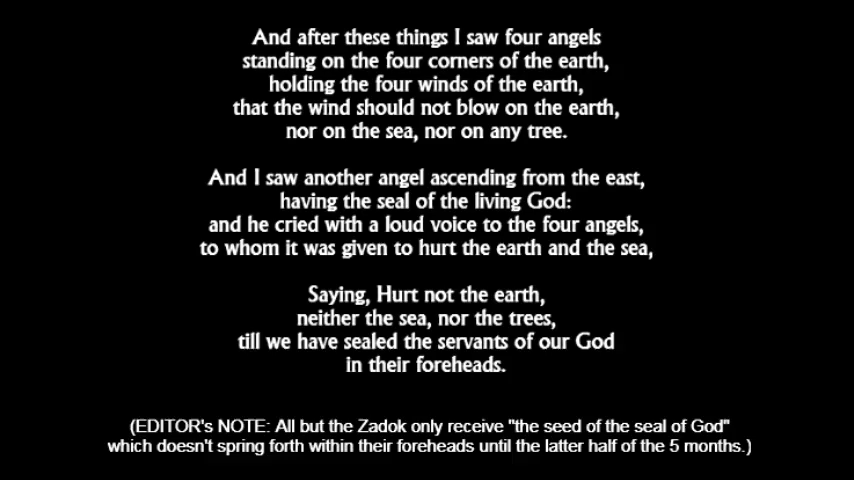 And after these things I saw four angels
standing on the four corners of the earth,
holding the four winds of the earth,
that the wind should not blow on the earth,
nor on the sea, nor on any tree.
And I saw another angel ascending from the east,
having the seal of the living God:
and he cried with a loud voice to the four angels,
to whom it was given to hurt the earth and the sea,
Saying, Hurt not the earth,
neither the sea, nor the trees,
till we have sealed the servants of our God
in their foreheads.
(EDITOR's NOTE: All but the Zadok only receive "the seed of the seal of God"
which doesn't spring forth within their foreheads until the latter half of the 5 months.)